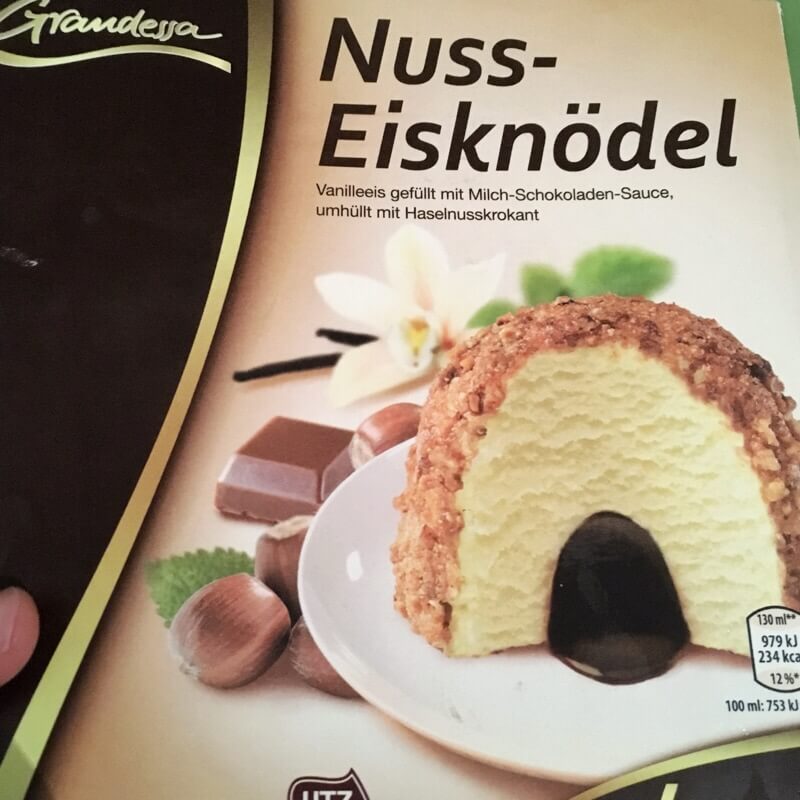 Grandessa
Nuss-
Eisknödel
Vanilleeis gefüllt mit Milch-Schokoladen-Sauce,
umhüllt mit Haselnusskrokant
130 ml**
979 kJ
234 kca
12 %*
100 ml: 753 kJ
UTZ